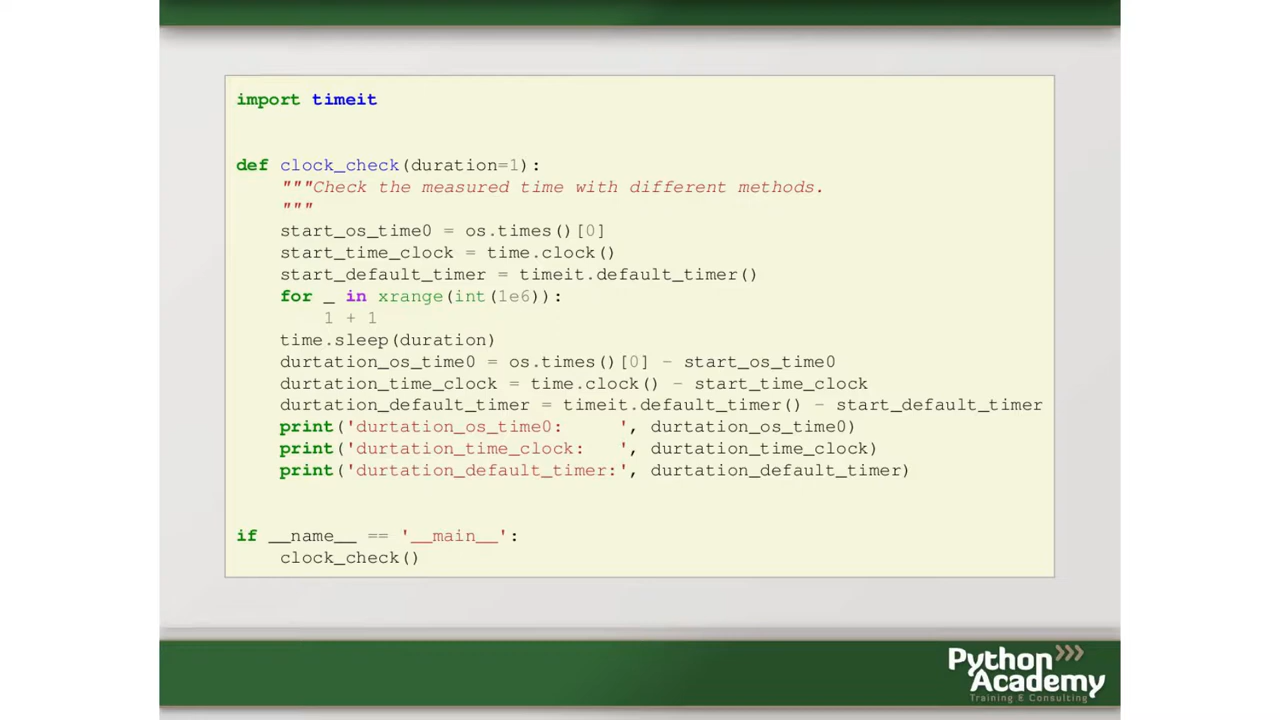 import timeit
def clock_check(duration=1):
    """Check the measured time with different methods.
    """
    start_os_time0 = os.times()[0]
    start_time_clock = time.clock()
    start_default_timer = timeit.default_timer()
    for _ in xrange(int(1e6)):
        1 + 1
    time.sleep(duration)
    durtation_os_time0 = os.times()[0] - start_os_time0
    durtation_time_clock = time.clock() - start_time_clock
    durtation_default_timer = timeit.default_timer() - start_default_timer
    print('durtation_os_time0:     ', durtation_os_time0)
    print('durtation_time_clock:   ', durtation_time_clock)
    print('durtation_default_timer:', durtation_default_timer)
if __name__ == '__main__':
    clock_check()
Python
Academy
Training & Consulting